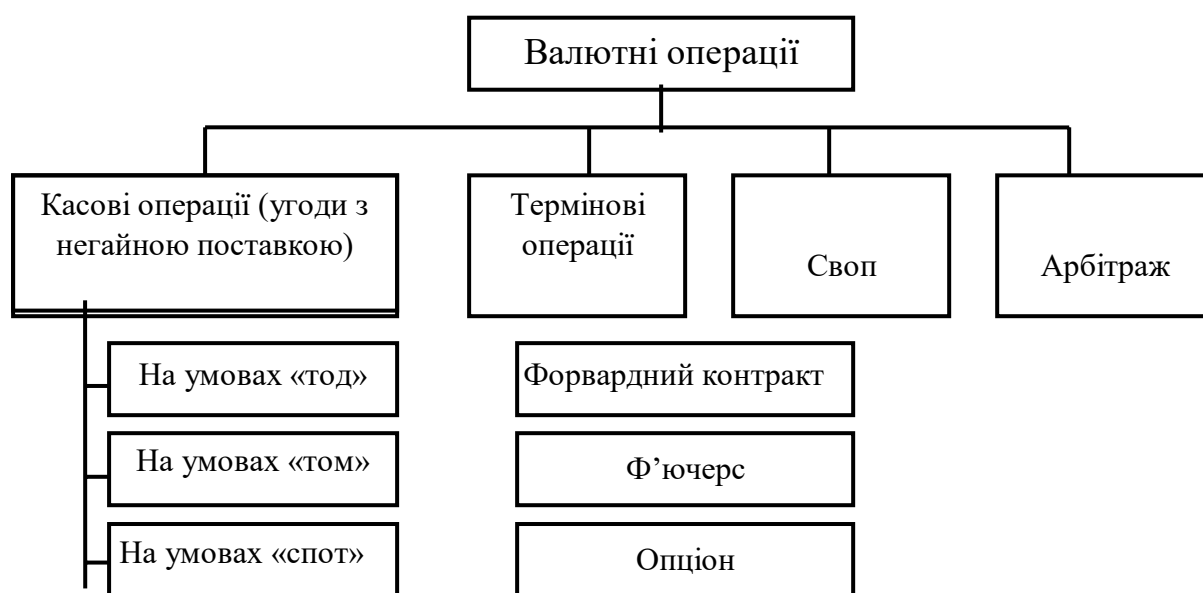 Валютні операції
Касові операції (угоди з
негайною поставкою)
Термінові
операції
Своп
Арбітраж
На умовах «тод»
Форвардний контракт
На умовах «том»
Ф’ючерс
На умовах «спот»
Опціон